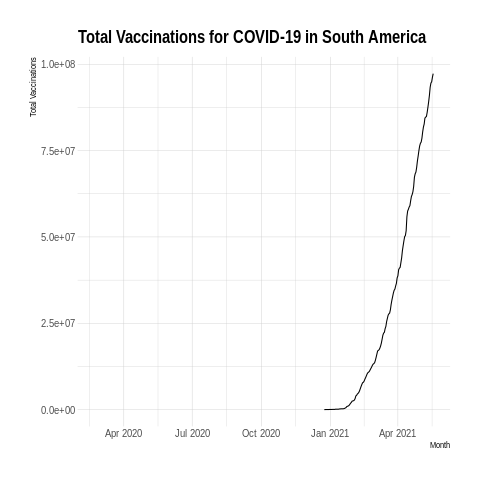 Total Vaccinations for COVID-19 in South America
Total Vaccinations
1.0e+08
7.5e+07
5.0e+07
2.5e+07
0.0e+00
Apr 2020 Jul 2020 Oct 2020 Jan 2021 Apr 2021
Month